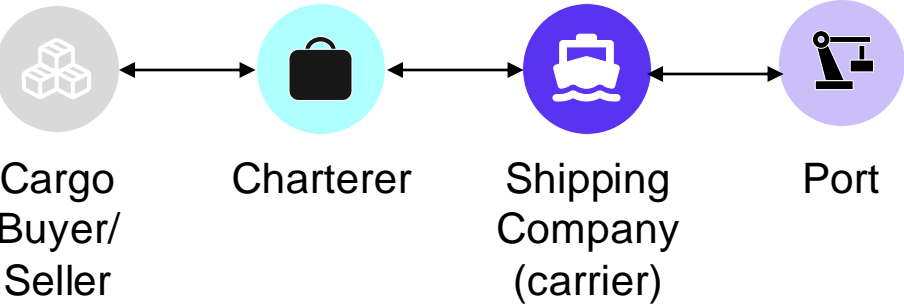 Cargo
Buyer/
Seller
Charterer
Shipping
Company
(carrier)
Port